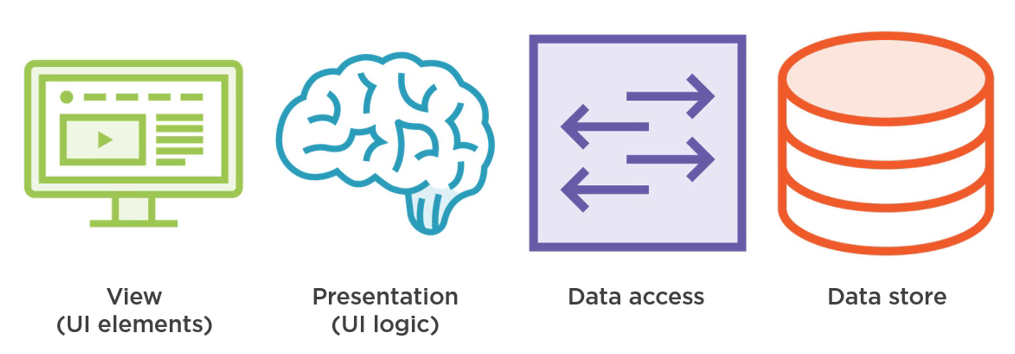 View
(UI elements)
Presentation
(UI logic)
Data access
Data store